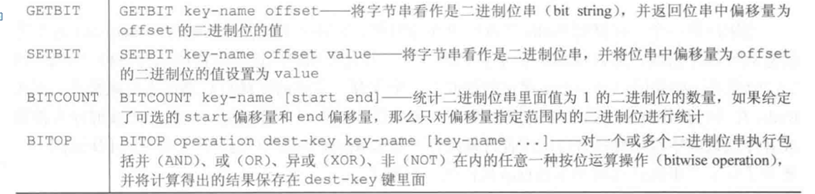 GETBIT GETBIT key-name offset——将字节串看作是二进制位串（bit string），并返回位串中偏移量为
offset 的二进制位的值
SETBIT SETBIT key-name offset value——将字节串看作是二进制位串，并将位串中偏移量为 offset
的二进制位的值设置为 value
BITCOUNT BITCOUNT key-name [start end]——统计二进制位串里面值为 1 的二进制位的数量，如果给定
了可选的 start 偏移量和 end 偏移量，那么只对偏移量指定范围内的二进制位进行统计
BITOP BITOP operation dest-key key-name [key-name ...]——对一个或多个二进制位串执行包
括并（AND）、或（OR）、异或（XOR）、非（NOT）在内的任意一种按位运算操作（bitwise operation），
并将计算得出的结果保存在 dest-key 键里面